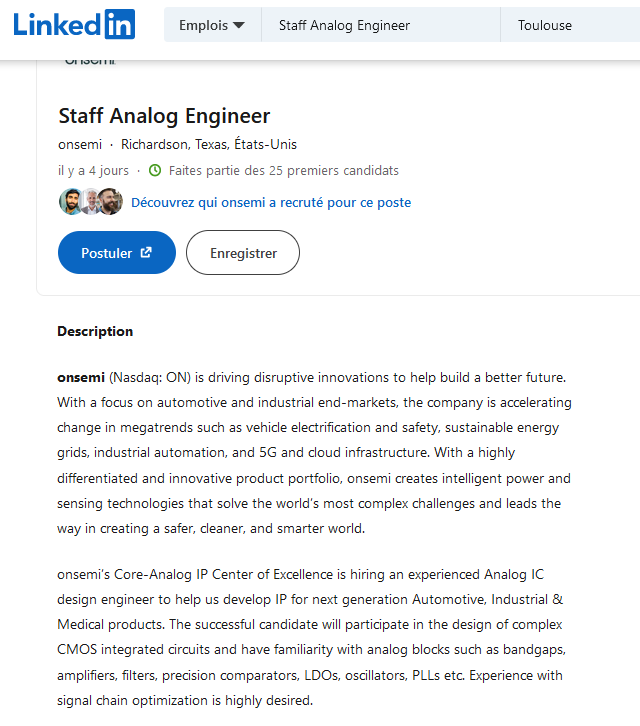 Linked in
Emplois Staff Analog Engineer Toulouse
onsemi
Staff Analog Engineer
onsemi · Richardson, Texas, États-Unis
il y a 4 jours · Faites partie des 25 premiers candidats
Découvrez qui onsemi a recruté pour ce poste
Postuler Enregistrer
Description
onsemi (Nasdaq: ON) is driving disruptive innovations to help build a better future.
With a focus on automotive and industrial end-markets, the company is accelerating
change in megatrends such as vehicle electrification and safety, sustainable energy
grids, industrial automation, and 5G and cloud infrastructure. With a highly
differentiated and innovative product portfolio, onsemi creates intelligent power and
sensing technologies that solve the world's most complex challenges and leads the
way in creating a safer, cleaner, and smarter world.
onsemi's Core-Analog IP Center of Excellence is hiring an experienced Analog IC
design engineer to help us develop IP for next generation Automotive, Industrial &
Medical products. The successful candidate will participate in the design of complex
CMOS integrated circuits and have familiarity with analog blocks such as bandgaps,
amplifiers, filters, precision comparators, LDOs, oscillators, PLLs etc. Experience with
signal chain optimization is highly desired.